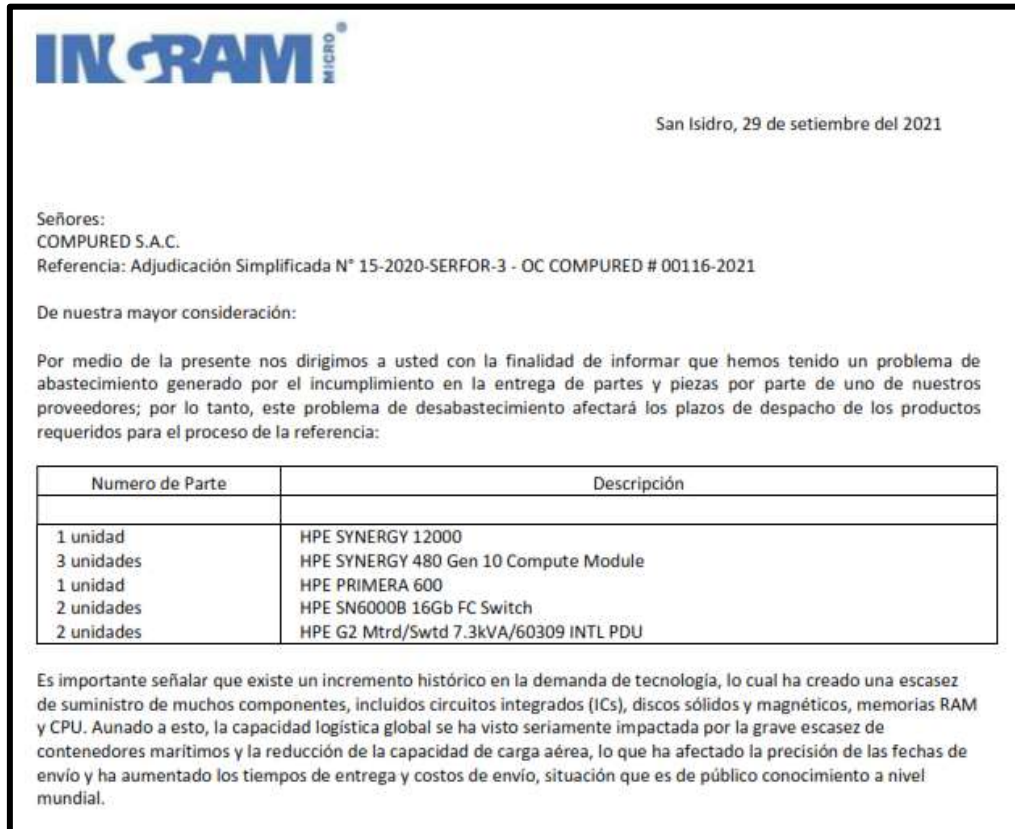 INGRAM MICRO®
San Isidro, 29 de setiembre del 2021
Señores:
COMPURED S.A.C.
Referencia: Adjudicación Simplificada N° 15-2020-SERFOR-3 - OC COMPURED # 00116-2021
De nuestra mayor consideración:
Por medio de la presente nos dirigimos a usted con la finalidad de informar que hemos tenido un problema de
abastecimiento generado por el incumplimiento en la entrega de partes y piezas por parte de uno de nuestros
proveedores; por lo tanto, este problema de desabastecimiento afectará los plazos de despacho de los productos
requeridos para el proceso de la referencia:
Numero de Parte Descripción
1 unidad HPE SYNERGY 12000
3 unidades HPE SYNERGY 480 Gen 10 Compute Module
1 unidad HPE PRIMERA 600
2 unidades HPE SN6000B 16Gb FC Switch
2 unidades HPE G2 Mtrd/Swtd 7.3kVA/60309 INTL PDU
Es importante señalar que existe un incremento histórico en la demanda de tecnología, lo cual ha creado una escasez
de suministro de muchos componentes, incluidos circuitos integrados (ICs), discos sólidos y magnéticos, memorias RAM
y CPU. Aunado a esto, la capacidad logística global se ha visto seriamente impactada por la grave escasez de
contenedores marítimos y la reducción de la capacidad de carga aérea, lo que ha afectado la precisión de las fechas de
envío y ha aumentado los tiempos de entrega y costos de envío, situación que es de público conocimiento a nivel
mundial.